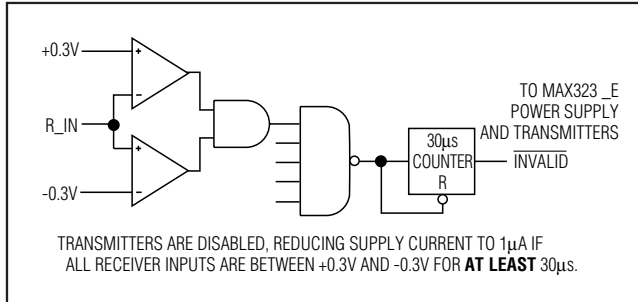 +0.3V
R_IN
-0.3V
+
-
+
-
30µs
COUNTER
R
TO MAX323 _E
POWER SUPPLY
AND TRANSMITTERS
INVALID
TRANSMITTERS ARE DISABLED, REDUCING SUPPLY CURRENT TO 1µA IF
ALL RECEIVER INPUTS ARE BETWEEN +0.3V AND -0.3V FOR AT LEAST 30µs.